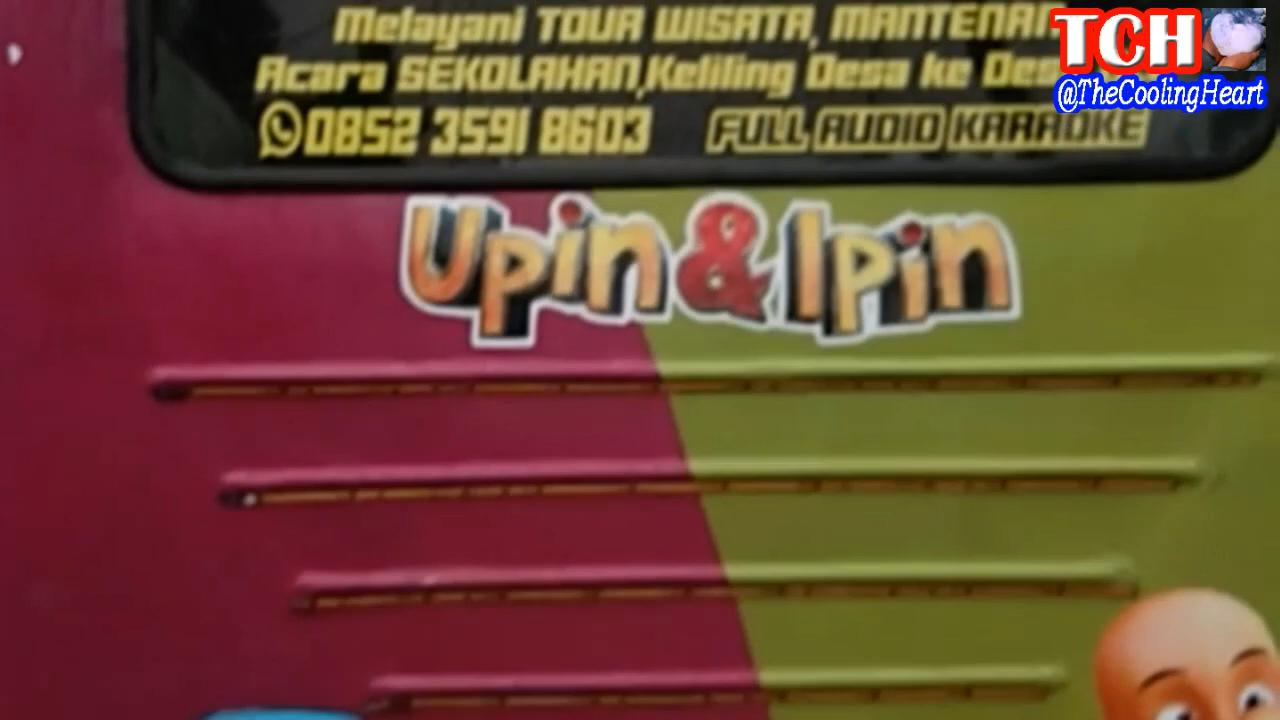 Melayani TOUR WISATA, MANTENAN
Acara SEKOLAHAN,Keliling Desa ke
0852 3591 8603 FULL AUDIO KARAOKE
Upin & Ipin
TCH
@TheCoolingHeart